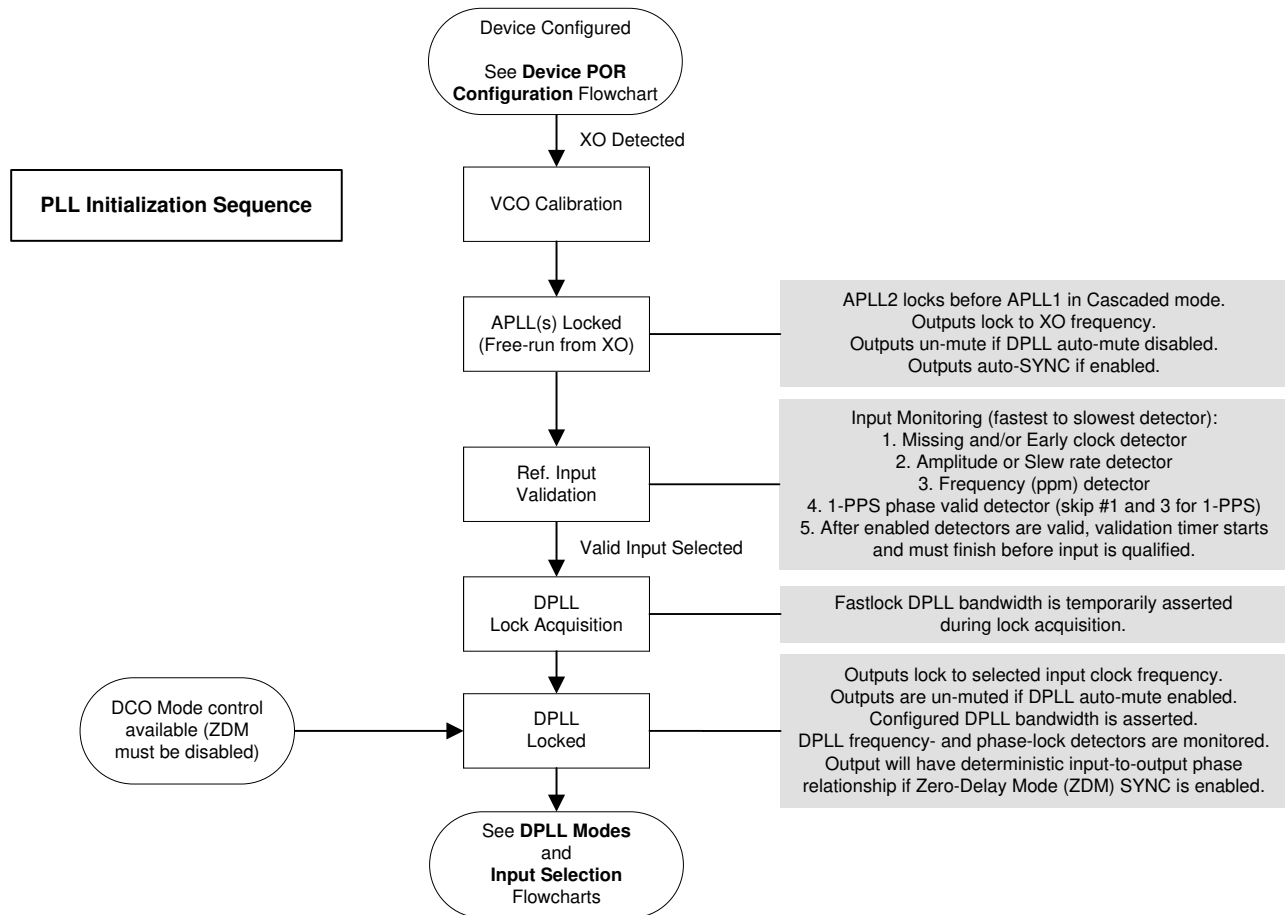 Device Configured
See Device POR
Configuration Flowchart
XO Detected
PLL Initialization Sequence
VCO Calibration
APLL(s) Locked
(Free-run from XO)
APLL2 locks before APLL1 in Cascaded mode.
Outputs lock to XO frequency.
Outputs un-mute if DPLL auto-mute disabled.
Outputs auto-SYNC if enabled.
Ref. Input
Validation
Input Monitoring (fastest to slowest detector):
1. Missing and/or Early clock detector
2. Amplitude or Slew rate detector
3. Frequency (ppm) detector
4. 1-PPS phase valid detector (skip #1 and 3 for 1-PPS)
5. After enabled detectors are valid, validation timer starts
and must finish before input is qualified.
Valid Input Selected
DPLL
Lock Acquisition
Fastlock DPLL bandwidth is temporarily asserted
during lock acquisition.
DCO Mode control
available (ZDM
must be disabled)
DPLL
Locked
Outputs lock to selected input clock frequency.
Outputs are un-muted if DPLL auto-mute enabled.
Configured DPLL bandwidth is asserted.
DPLL frequency- and phase-lock detectors are monitored.
Output will have deterministic input-to-output phase
relationship if Zero-Delay Mode (ZDM) SYNC is enabled.
See DPLL Modes
and
Input Selection
Flowcharts